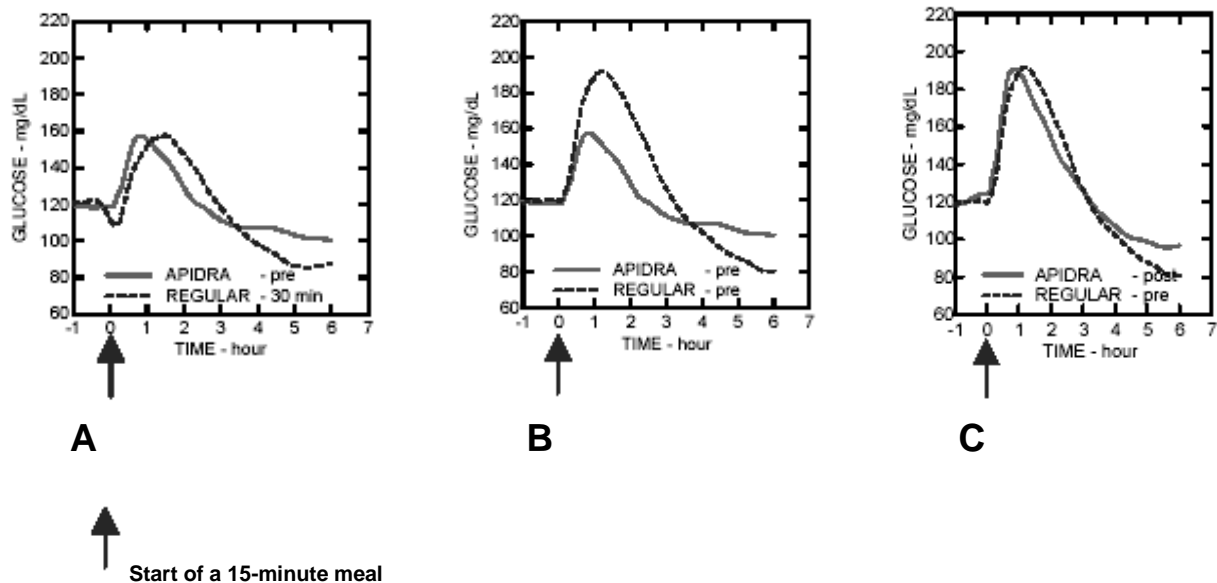 220
200
180
160
140
120
100
80
60
GLUCOSE - mg/dL
APIDRA - pre
REGULAR - 30 min
-1 0 1 2 3 4 5 6 7
TIME - hour
A
220
200
180
160
140
120
100
80
60
GLUCOSE - mg/dL
APIDRA - pre
REGULAR - pre
-1 0 1 2 3 4 5 6 7
TIME - hour
B
220
200
180
160
140
120
100
80
60
GLUCOSE - mg/dL
APIDRA - post
REGULAR - pre
-1 0 1 2 3 4 5 6 7
TIME - hour
C
Start of a 15-minute meal